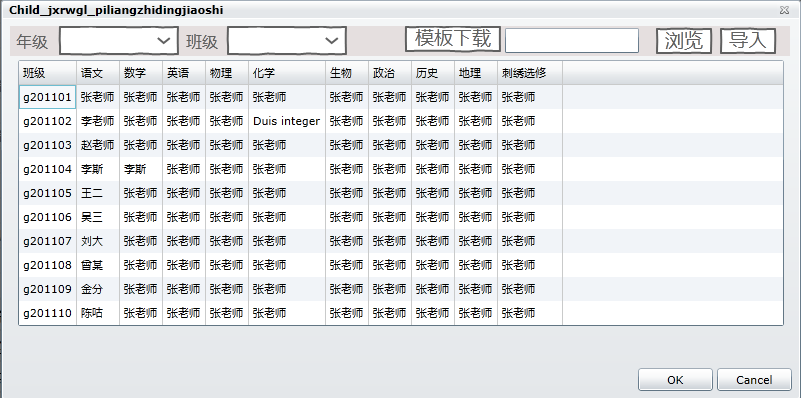 Child_jxrwgl_piliangzhidingjiaoshi
年级 班级 模板下载 浏览 导入
班级 语文 数学 英语 物理 化学 生物 政治 历史 地理 刺绣选修
g201101 张老师 张老师 张老师 张老师 张老师 张老师 张老师 张老师 张老师 张老师
g201102 李老师 张老师 张老师 张老师 Duis integer 张老师 张老师 张老师 张老师 张老师
g201103 赵老师 张老师 张老师 张老师 张老师 张老师 张老师 张老师 张老师 张老师
g201104 李斯 李斯 张老师 张老师 张老师 张老师 张老师 张老师 张老师 张老师
g201105 王二 张老师 张老师 张老师 张老师 张老师 张老师 张老师 张老师 张老师
g201106 吴三 张老师 张老师 张老师 张老师 张老师 张老师 张老师 张老师 张老师
g201107 刘大 张老师 张老师 张老师 张老师 张老师 张老师 张老师 张老师 张老师
g201108 曾某 张老师 张老师 张老师 张老师 张老师 张老师 张老师 张老师 张老师
g201109 金分 张老师 张老师 张老师 张老师 张老师 张老师 张老师 张老师 张老师
g201110 陈咕 张老师 张老师 张老师 张老师 张老师 张老师 张老师 张老师 张老师
OK Cancel